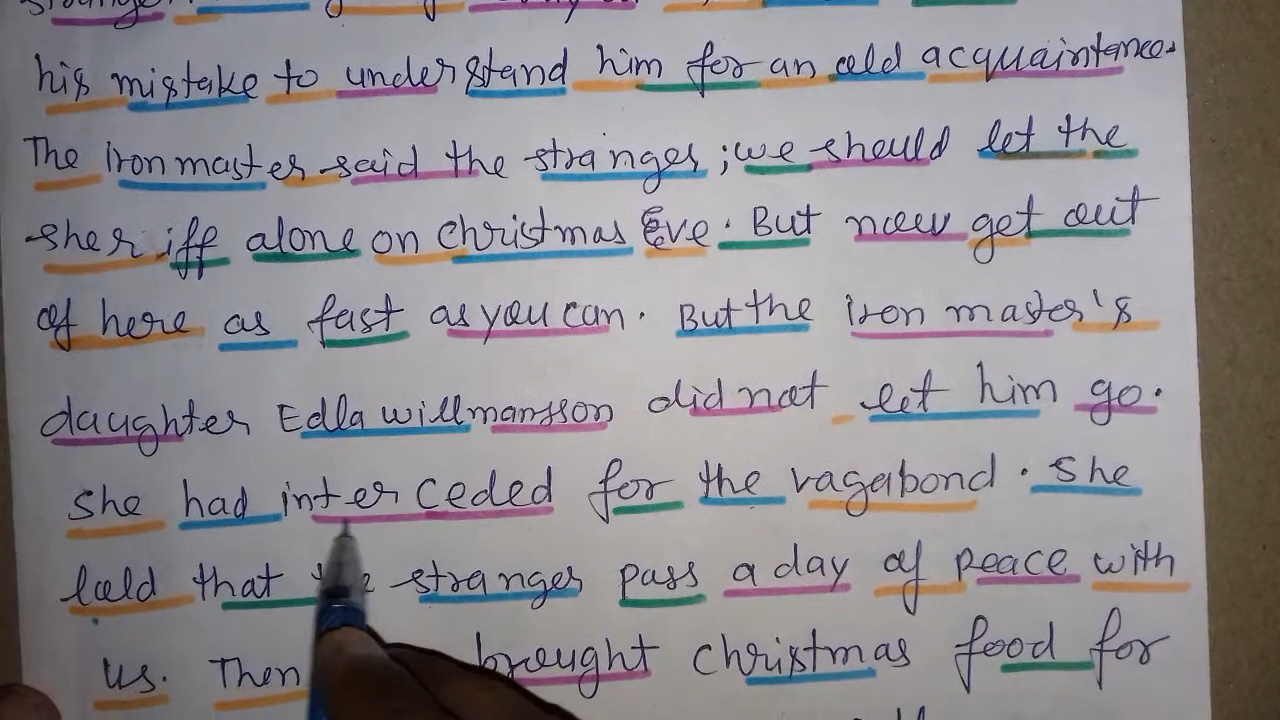 his mistake to understand him for an old acquaintance.
The iron master said the stranger ; we should let the
sheriff alone on Christmas Eve. But now get out
of here as fast as you can. But the iron master's
daughter Edla willmansson did not let him go.
She had interceded for the vagabond. She
told that the stranger pass a day of peace with
us. Then brought christmas food for